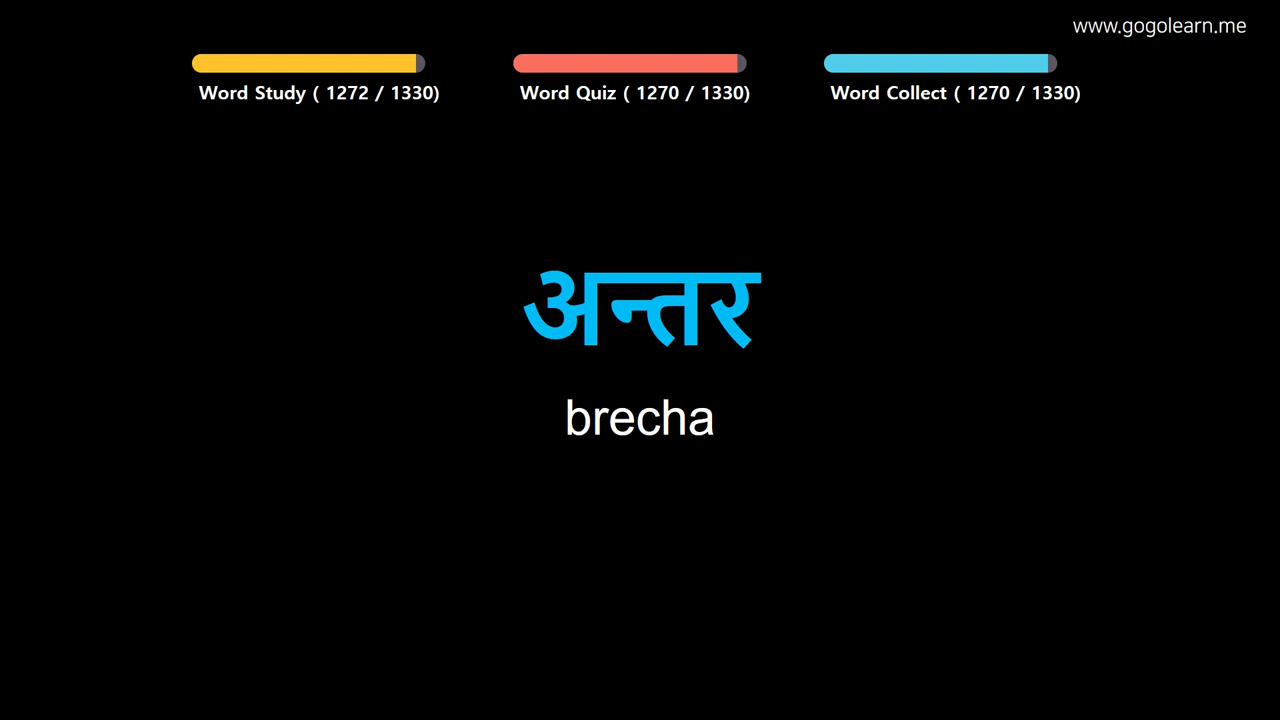 www.gogolearn.me
Word Study ( 1272 / 1330)
Word Quiz ( 1270 / 1330)
Word Collect ( 1270 / 1330)
अन्तर
brecha